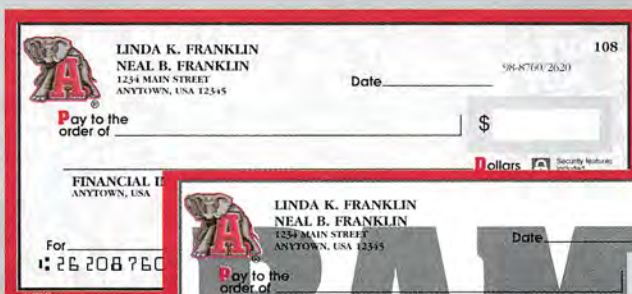 LINDA K. FRANKLIN
NEAL B. FRANKLIN
1234 MAIN STREET
ANYTOWN, USA 12345
108
98-8760/2620
Date
A
®
Pay to the
order of
$
Dollars
Security features
included.
FINANCIAL I
ANYTOWN, USA
For
⑆26208760
LINDA K. FRANKLIN
NEAL B. FRANKLIN
1234 MAIN STREET
ANYTOWN, USA 12345
Date
A
®
Pay to the
order of